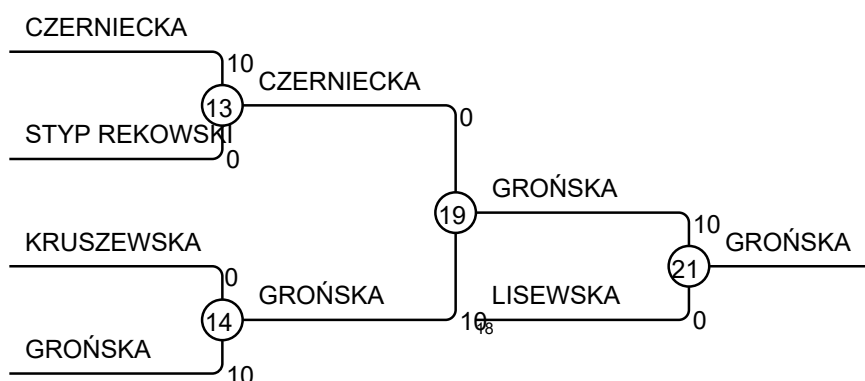 CZERNIECKA
10
CZERNIECKA
13
0
STYP REKOWSKI
0
GROŃSKA
19
10
KRUSZEWSKA
GROŃSKA
21
0
GROŃSKA
LISEWSKA
14
10
18
0
GROŃSKA
10